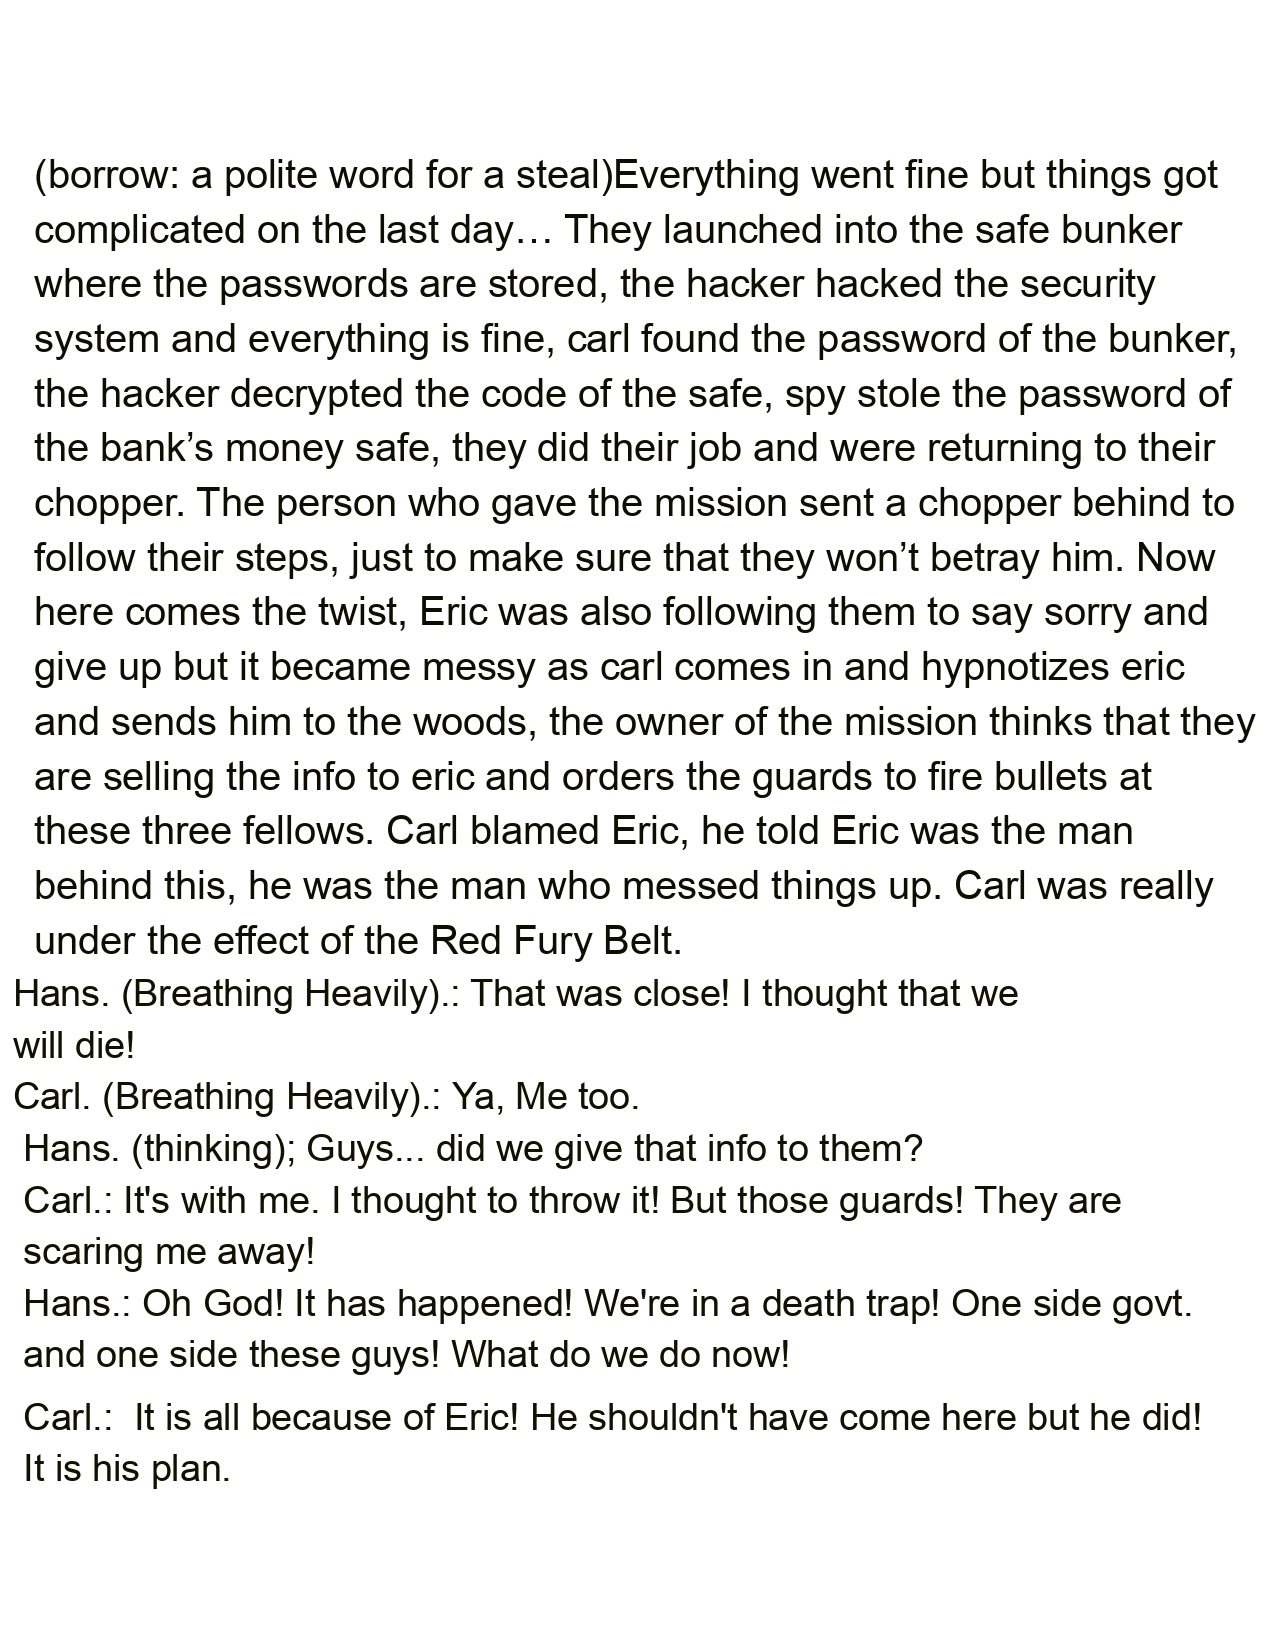 (borrow: a polite word for a steal)Everything went fine but things got
complicated on the last day… They launched into the safe bunker
where the passwords are stored, the hacker hacked the security
system and everything is fine, carl found the password of the bunker,
the hacker decrypted the code of the safe, spy stole the password of
the bank’s money safe, they did their job and were returning to their
chopper. The person who gave the mission sent a chopper behind to
follow their steps, just to make sure that they won’t betray him. Now
here comes the twist, Eric was also following them to say sorry and
give up but it became messy as carl comes in and hypnotizes eric
and sends him to the woods, the owner of the mission thinks that they
are selling the info to eric and orders the guards to fire bullets at
these three fellows. Carl blamed Eric, he told Eric was the man
behind this, he was the man who messed things up. Carl was really
under the effect of the Red Fury Belt.
Hans. (Breathing Heavily).: That was close! I thought that we
will die!
Carl. (Breathing Heavily).: Ya, Me too.
Hans. (thinking); Guys... did we give that info to them?
Carl.: It's with me. I thought to throw it! But those guards! They are
scaring me away!
Hans.: Oh God! It has happened! We're in a death trap! One side govt.
and one side these guys! What do we do now!
Carl.:  It is all because of Eric! He shouldn't have come here but he did!
It is his plan.